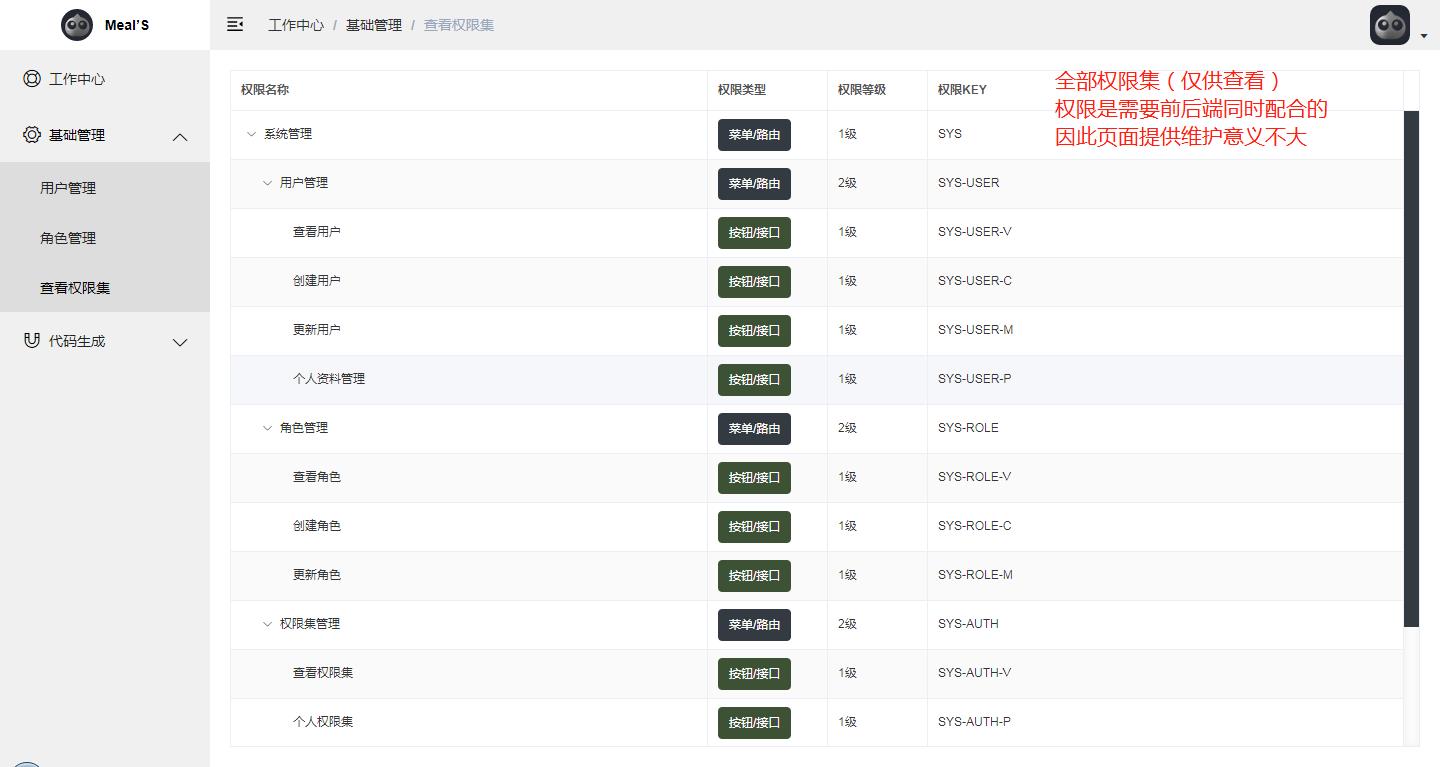 Meal'S
工作中心 / 基础管理 / 查看权限集
工作中心
基础管理
用户管理
角色管理
查看权限集
代码生成
权限名称 权限类型 权限等级 权限KEY
全部权限集（仅供查看）
权限是需要前后端同时配合的
因此页面提供维护意义不大
系统管理 菜单/路由 1级 SYS
用户管理 菜单/路由 2级 SYS-USER
查看用户 按钮/接口 1级 SYS-USER-V
创建用户 按钮/接口 1级 SYS-USER-C
更新用户 按钮/接口 1级 SYS-USER-M
个人资料管理 按钮/接口 1级 SYS-USER-P
角色管理 菜单/路由 2级 SYS-ROLE
查看角色 按钮/接口 1级 SYS-ROLE-V
创建角色 按钮/接口 1级 SYS-ROLE-C
更新角色 按钮/接口 1级 SYS-ROLE-M
权限集管理 菜单/路由 2级 SYS-AUTH
查看权限集 按钮/接口 1级 SYS-AUTH-V
个人权限集 按钮/接口 1级 SYS-AUTH-P